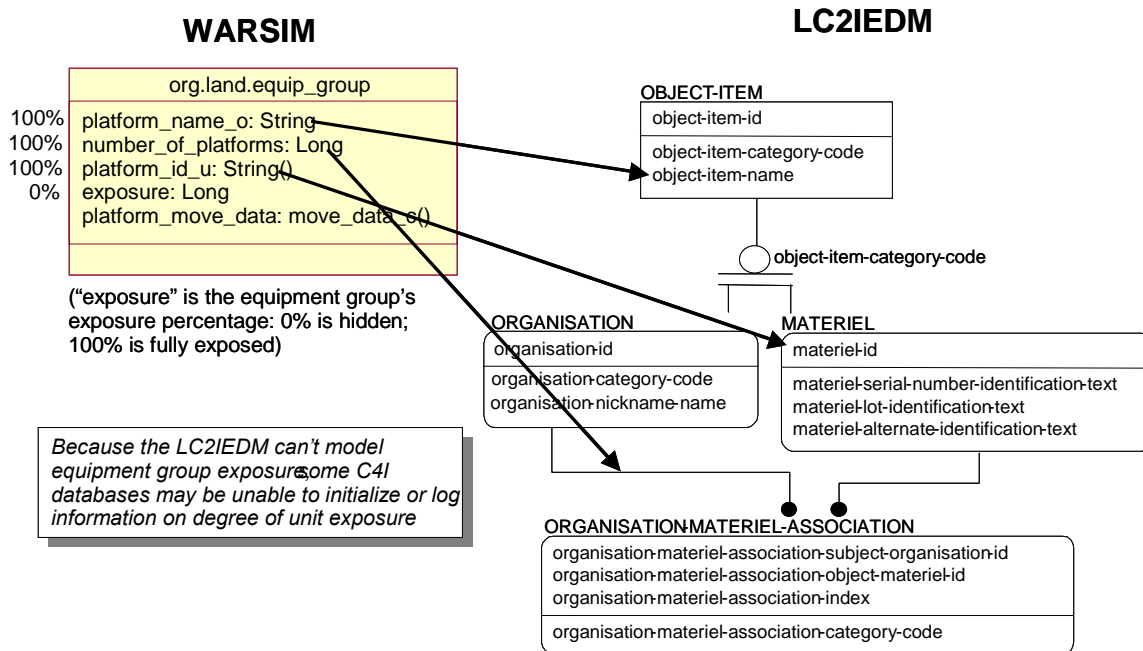 WARSIM
LC2IEDM
org.land.equip_group
100%
platform_name_o: String
100%
number_of_platforms: Long
100%
platform_id_u: String()
0%
exposure: Long
platform_move_data: move_data_c()
("exposure" is the equipment group's
exposure percentage: 0% is hidden;
100% is fully exposed)
Because the LC2IEDM can't model
equipment group exposure, some C4I
databases may be unable to initialize or log
information on degree of unit exposure
OBJECT-ITEM
object-item-id
object-item-category-code
object-item-name
object-item-category-code
ORGANISATION
organisation-id
organisation-category-code
organisation-nickname-name
MATERIEL
materiel-id
materiel-serial-number-identification-text
materiel-lot-identification-text
materiel-alternate-identification-text
ORGANISATION-MATERIEL-ASSOCIATION
organisation-materiel-association-subject-organisation-id
organisation-materiel-association-object-materiel-id
organisation-materiel-association-index
organisation-materiel-association-category-code